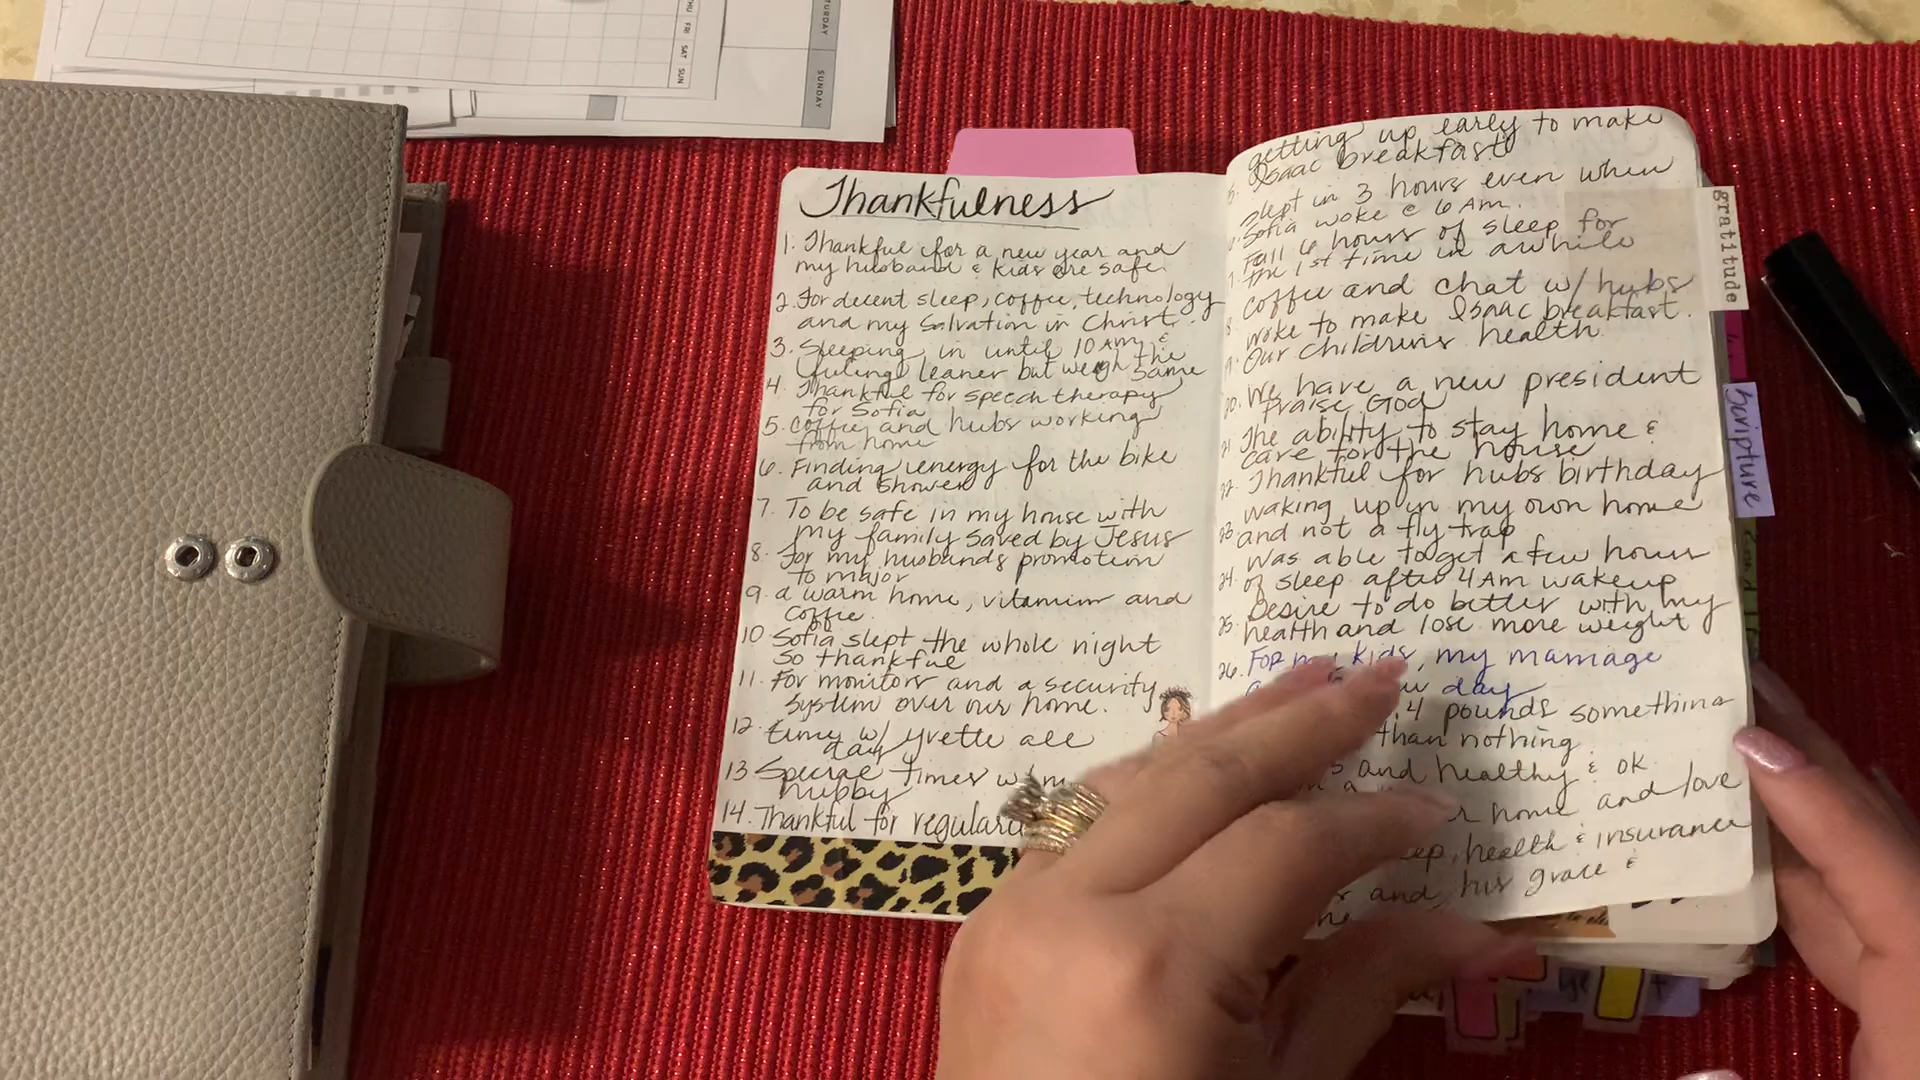 THU
FRI
SAT
SUN
SUNDAY
Thankfulness
1. Thankful for a new year and
my husband & kids are safe.
2. For decent sleep, coffee, technology
and my Salvation in Christ.
3. Sleeping in until 10 AM &
leaner but weigh the same
4. Thankful for speech therapy
for Sofia
5. Coffee and hubs working
from home
6. Finding energy for the bike
and shower
7. To be safe in my house with
my family saved by Jesus
8. For my husbands promotion
to major
9. a warm home, vitamins and
coffee.
10. Sofia slept the whole night
so thankful
11. For monitors and a security
system over our home.
12. time w/ yvette all
day
13. Special times w/ my
hubby
14. Thankful for
getting up early to make
Isaac breakfast
slept in 3 hours even when
Sofia woke @ 6 Am.
Full 6 hours of sleep for
the 1st time in awhile
coffee and chat w/ hubs
woke to make Isaac breakfast.
Our childrens health
20. We have a new president
Praise God
21. The ability to stay home &
care for the house
22. Thankful for hubs birthday
waking up in my own home
23. and not a fly trap
Was able to get a few hours
24. of sleep after 4 Am wakeup
Desire to do better with my
25. health and lose more weight
26. For my kids, my marriage
day
.4 pounds something
than nothing
and healthy & ok
home and love
health & insurance
and his grace &
gratitude
Scripture